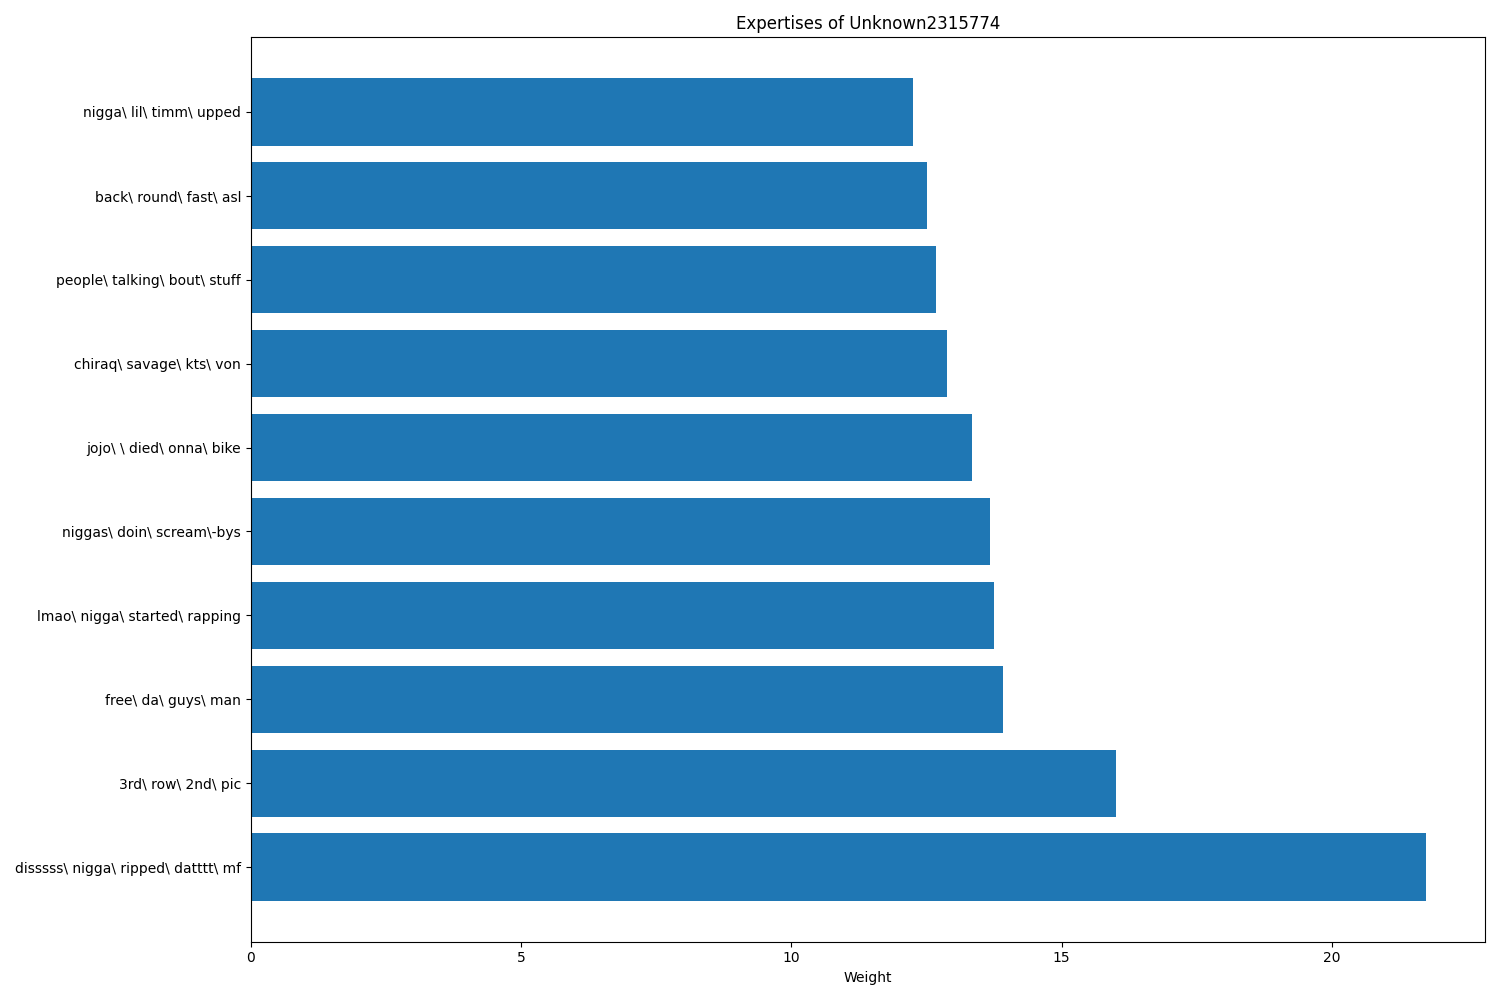 Expertises of Unknown2315774
nigga\ lil\ timm\ upped
back\ round\ fast\ asl
people\ talking\ bout\ stuff
chiraq\ savage\ kts\ von
jojo\ \ died\ onna\ bike
niggas\ doin\ scream\-bys
lmao\ nigga\ started\ rapping
free\ da\ guys\ man
3rd\ row\ 2nd\ pic
disssss\ nigga\ ripped\ datttt\ mf
0 5 10 15 20
Weight